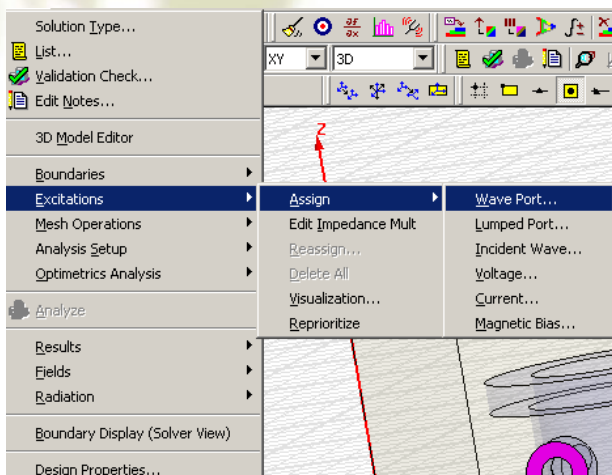 Solution Type...
List...
Validation Check...
Edit Notes...
3D Model Editor
Boundaries
Excitations
Mesh Operations
Analysis Setup
Optimetrics Analysis
Analyze
Results
Fields
Radiation
Boundary Display (Solver View)
Design Properties...
Assign
Edit Impedance Mult
Reassign...
Delete All
Visualization...
Reprioritize
Wave Port...
Lumped Port...
Incident Wave...
Voltage...
Current...
Magnetic Bias...
XY
3D
Z